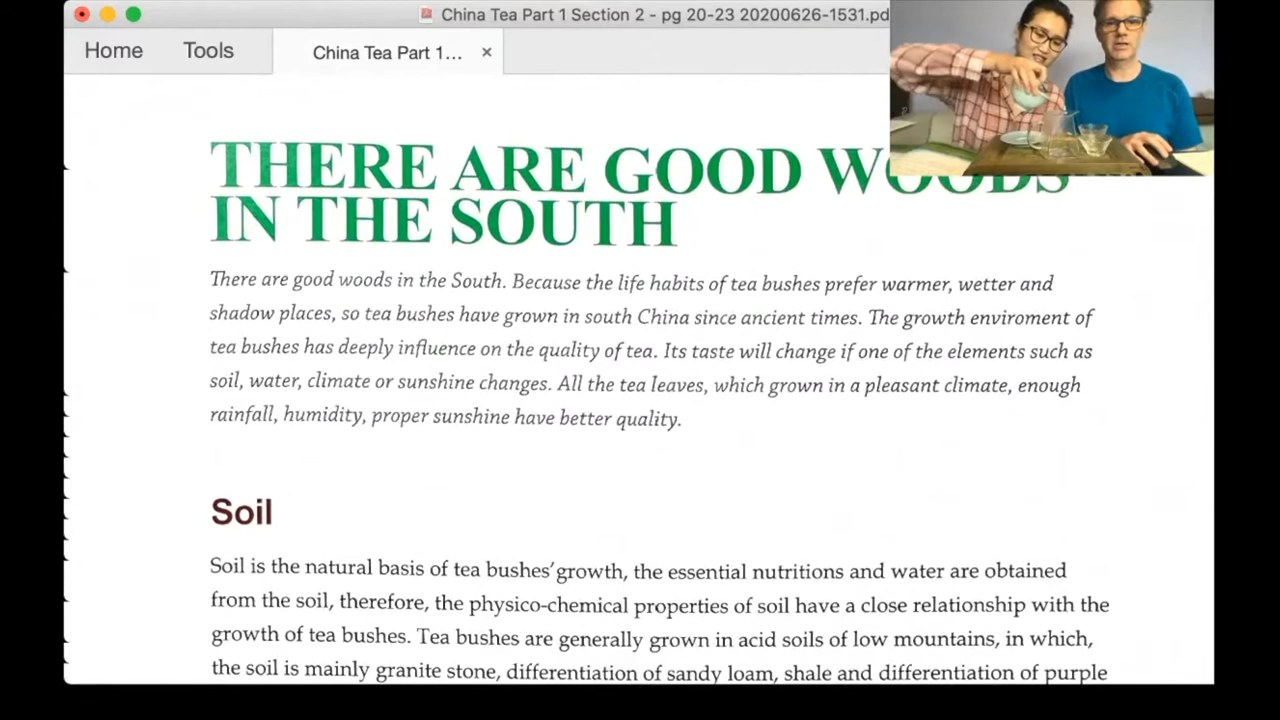 China Tea Part 1 Section 2 - pg 20-23 20200626-1531.pd
Home
Tools
China Tea Part 1...
×
THERE ARE GOOD WOODS
IN THE SOUTH
There are good woods in the South. Because the life habits of tea bushes prefer warmer, wetter and
shadow places, so tea bushes have grown in south China since ancient times. The growth enviroment of
tea bushes has deeply influence on the quality of tea. Its taste will change if one of the elements such as
soil, water, climate or sunshine changes. All the tea leaves, which grown in a pleasant climate, enough
rainfall, humidity, proper sunshine have better quality.
Soil
Soil is the natural basis of tea bushes'growth, the essential nutritions and water are obtained
from the soil, therefore, the physico-chemical properties of soil have a close relationship with the
growth of tea bushes. Tea bushes are generally grown in acid soils of low mountains, in which,
the soil is mainly granite stone, differentiation of sandy loam, shale and differentiation of purple